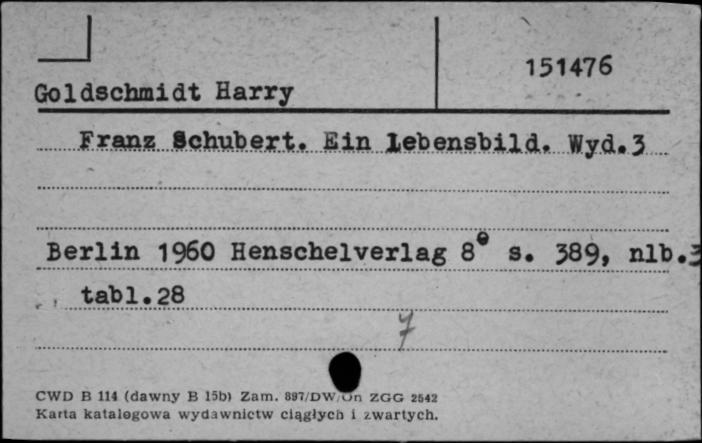 151476
Goldschmidt Harry
Franz Schubert. Ein Lebensbild. Wyd.3
Berlin 1960 Henschelverlag 8° s. 389, nlb.3
tabl.28
7
CWD B 114 (dawny B 15b) Zam. 897/DW/On ZGG 2542
Karta katalogowa wydawnictw ciągłych i zwartych.